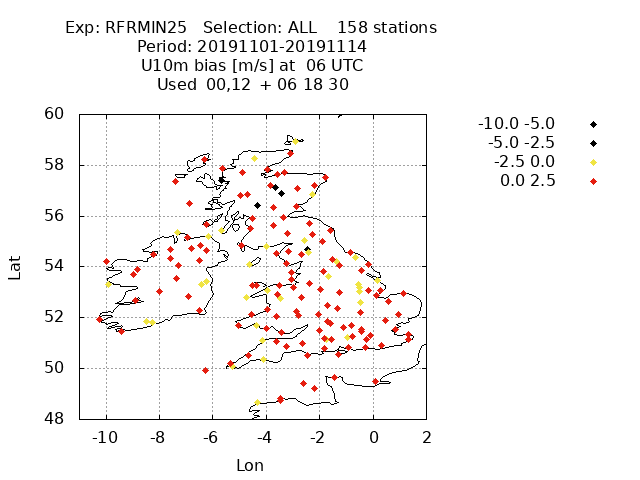 Exp: RFRMIN25 Selection: ALL 158 stations
Period: 20191101-20191114
U10m bias [m/s] at 06 UTC
Used 00,12 + 06 18 30
-10.0 -5.0
-5.0 -2.5
-2.5 0.0
0.0 2.5
60
58
56
54
52
50
48
Lat
-10 -8 -6 -4 -2 0 2
Lon